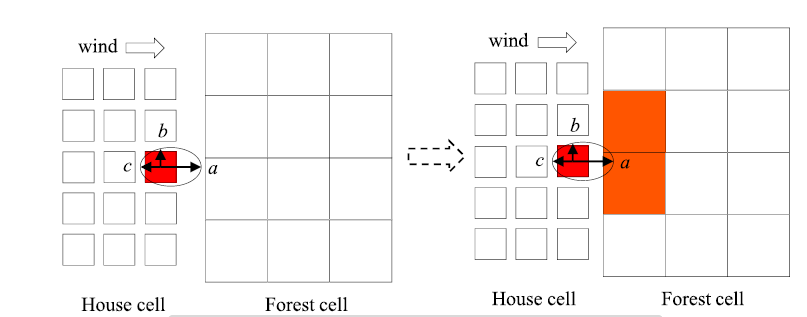 wind
b
c
a
House cell
Forest cell
wind
b
c
a
House cell
Forest cell